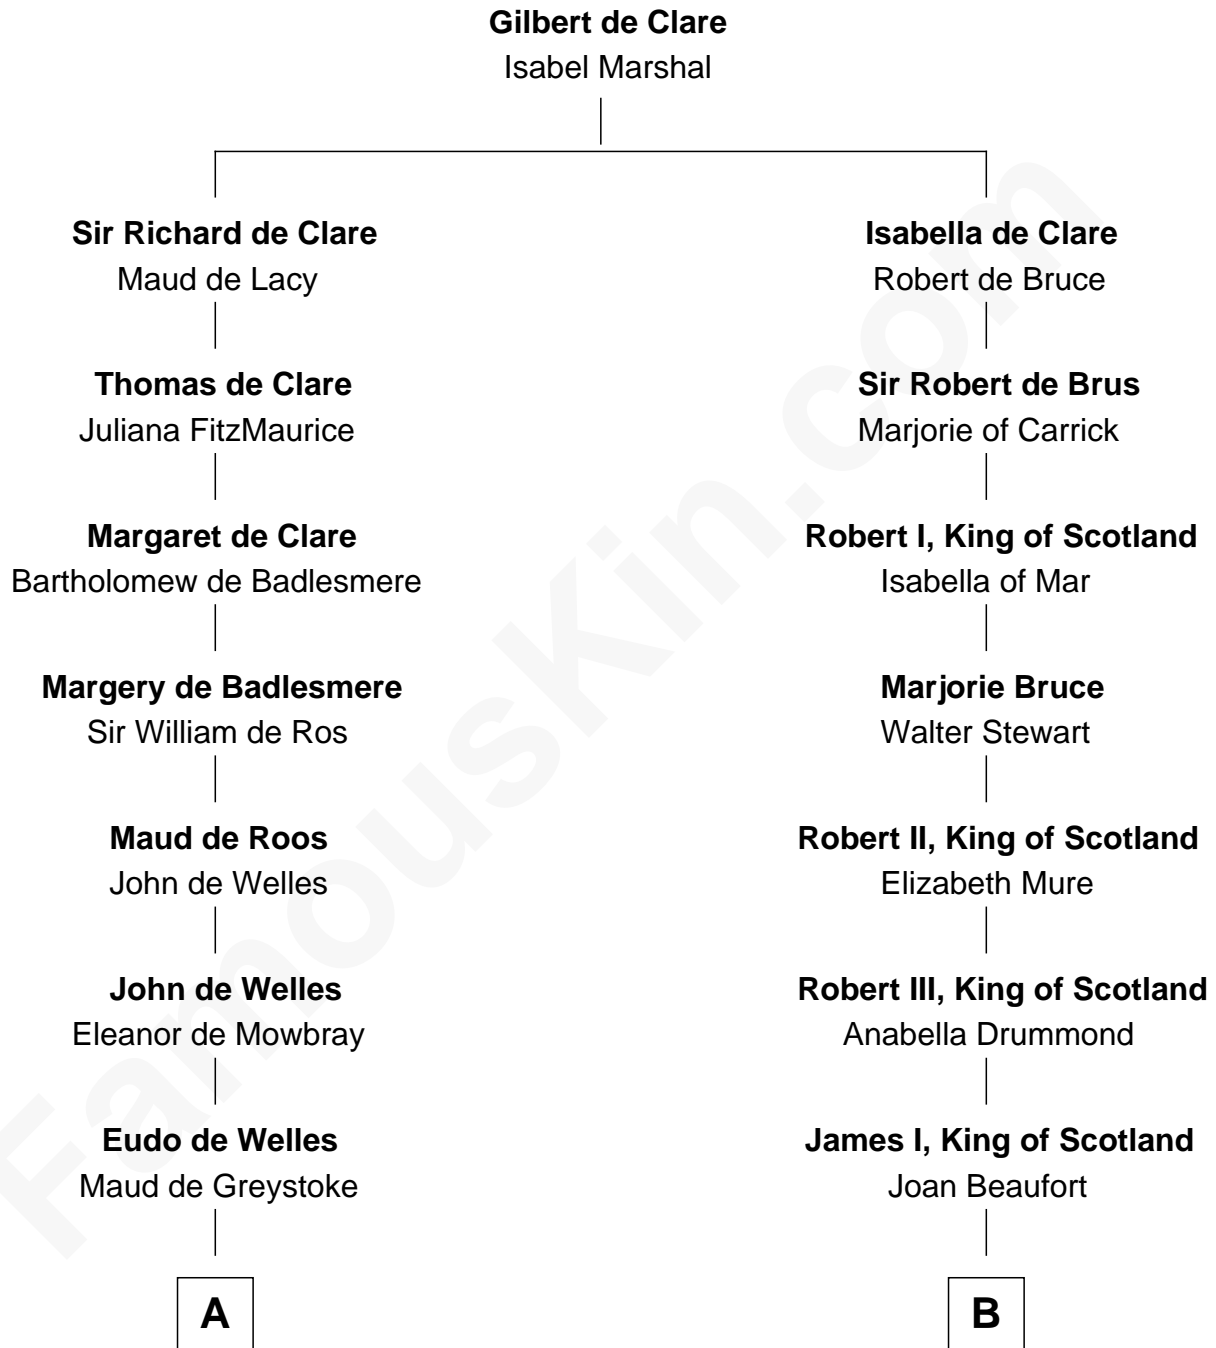 Gilbert de Clare
Isabel Marshal
Sir Richard de Clare
Maud de Lacy
Isabella de Clare
Robert de Bruce
Thomas de Clare
Juliana FitzMaurice
Sir Robert de Brus
Marjorie of Carrick
Margaret de Clare
Bartholomew de Badlesmere
Robert I, King of Scotland
Isabella of Mar
Margery de Badlesmere
Sir William de Ros
Marjorie Bruce
Walter Stewart
Maud de Roos
John de Welles
Robert II, King of Scotland
Elizabeth Mure
John de Welles
Eleanor de Mowbray
Robert III, King of Scotland
Anabella Drummond
Eudo de Welles
Maud de Greystoke
James I, King of Scotland
Joan Beaufort
A
B
FamousKin.com